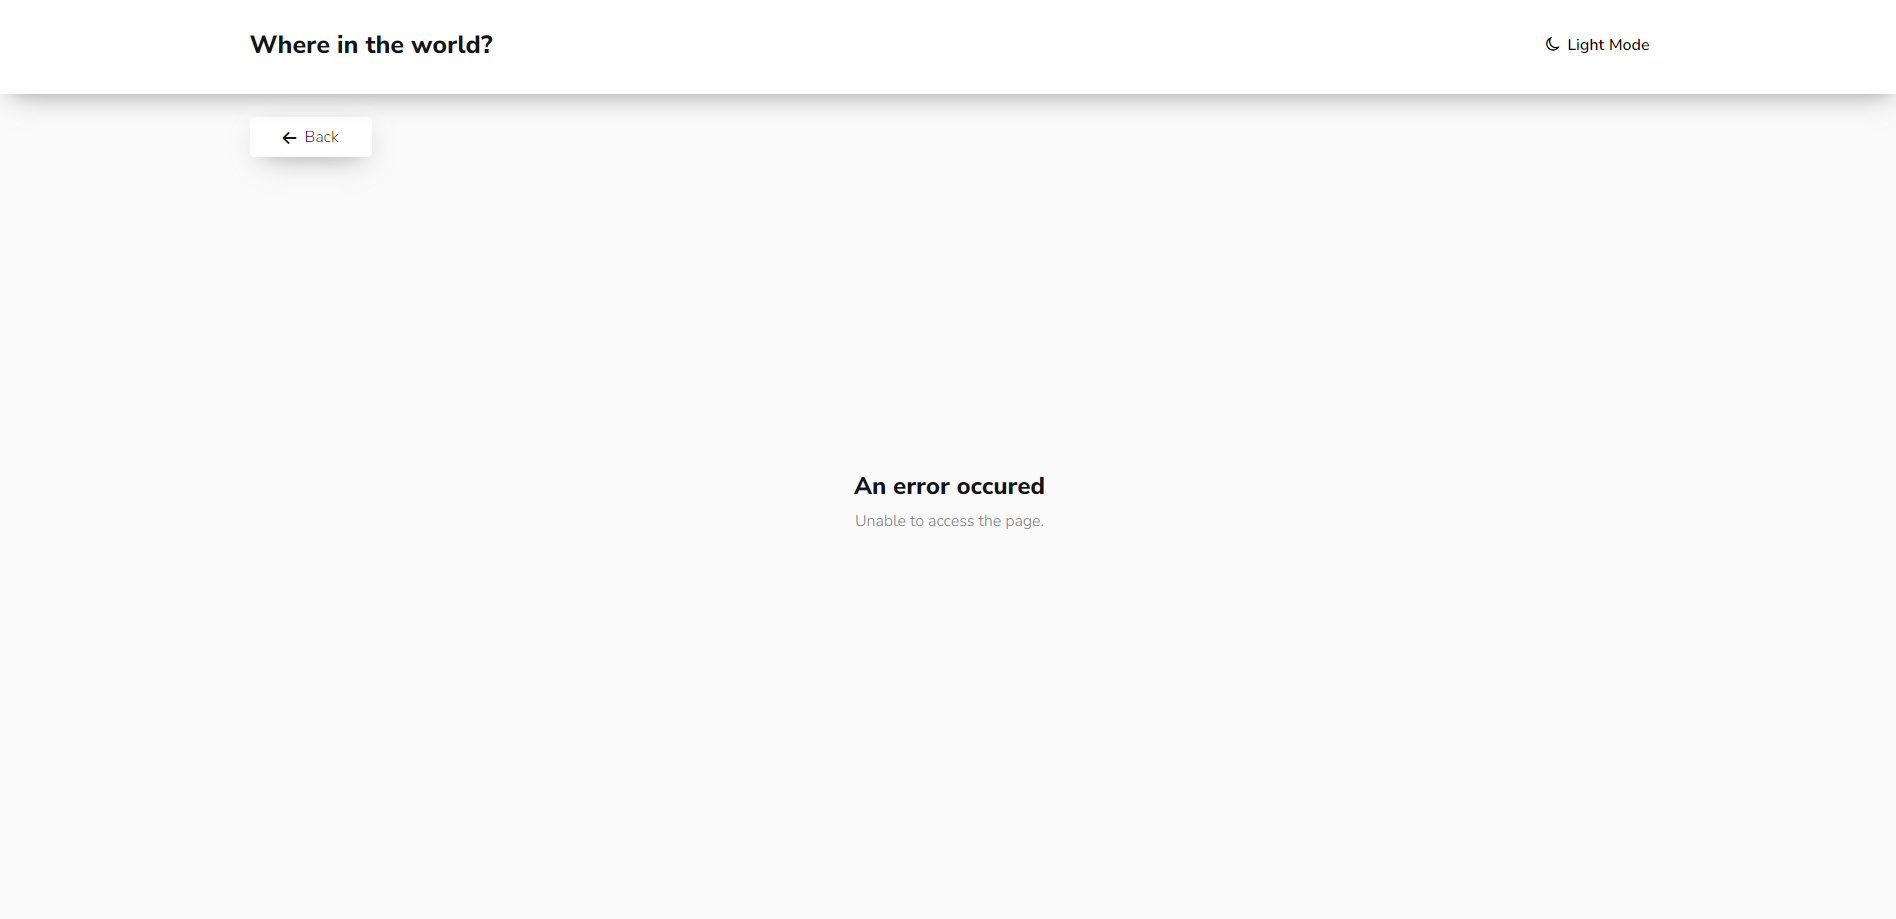 Where in the world?
Light Mode
Back
An error occured
Unable to access the page.